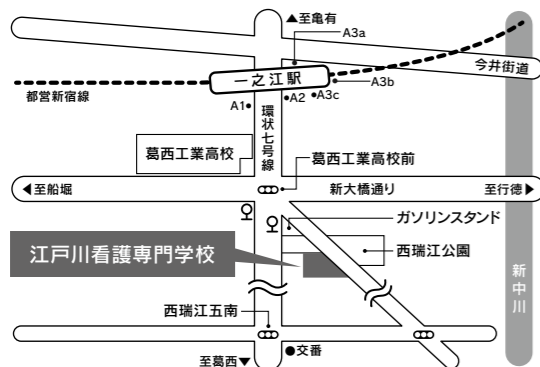 ▲至亀有
A3a
一之江駅
今井街道
都営新宿線
A1
A2
A3c
A3b
環状七号線
葛西工業高校
葛西工業高校前
◀至船堀
新大橋通り
至行徳▶
ガソリンスタンド
江戸川看護専門学校
西瑞江公園
新中川
西瑞江五南
至葛西▼
●交番